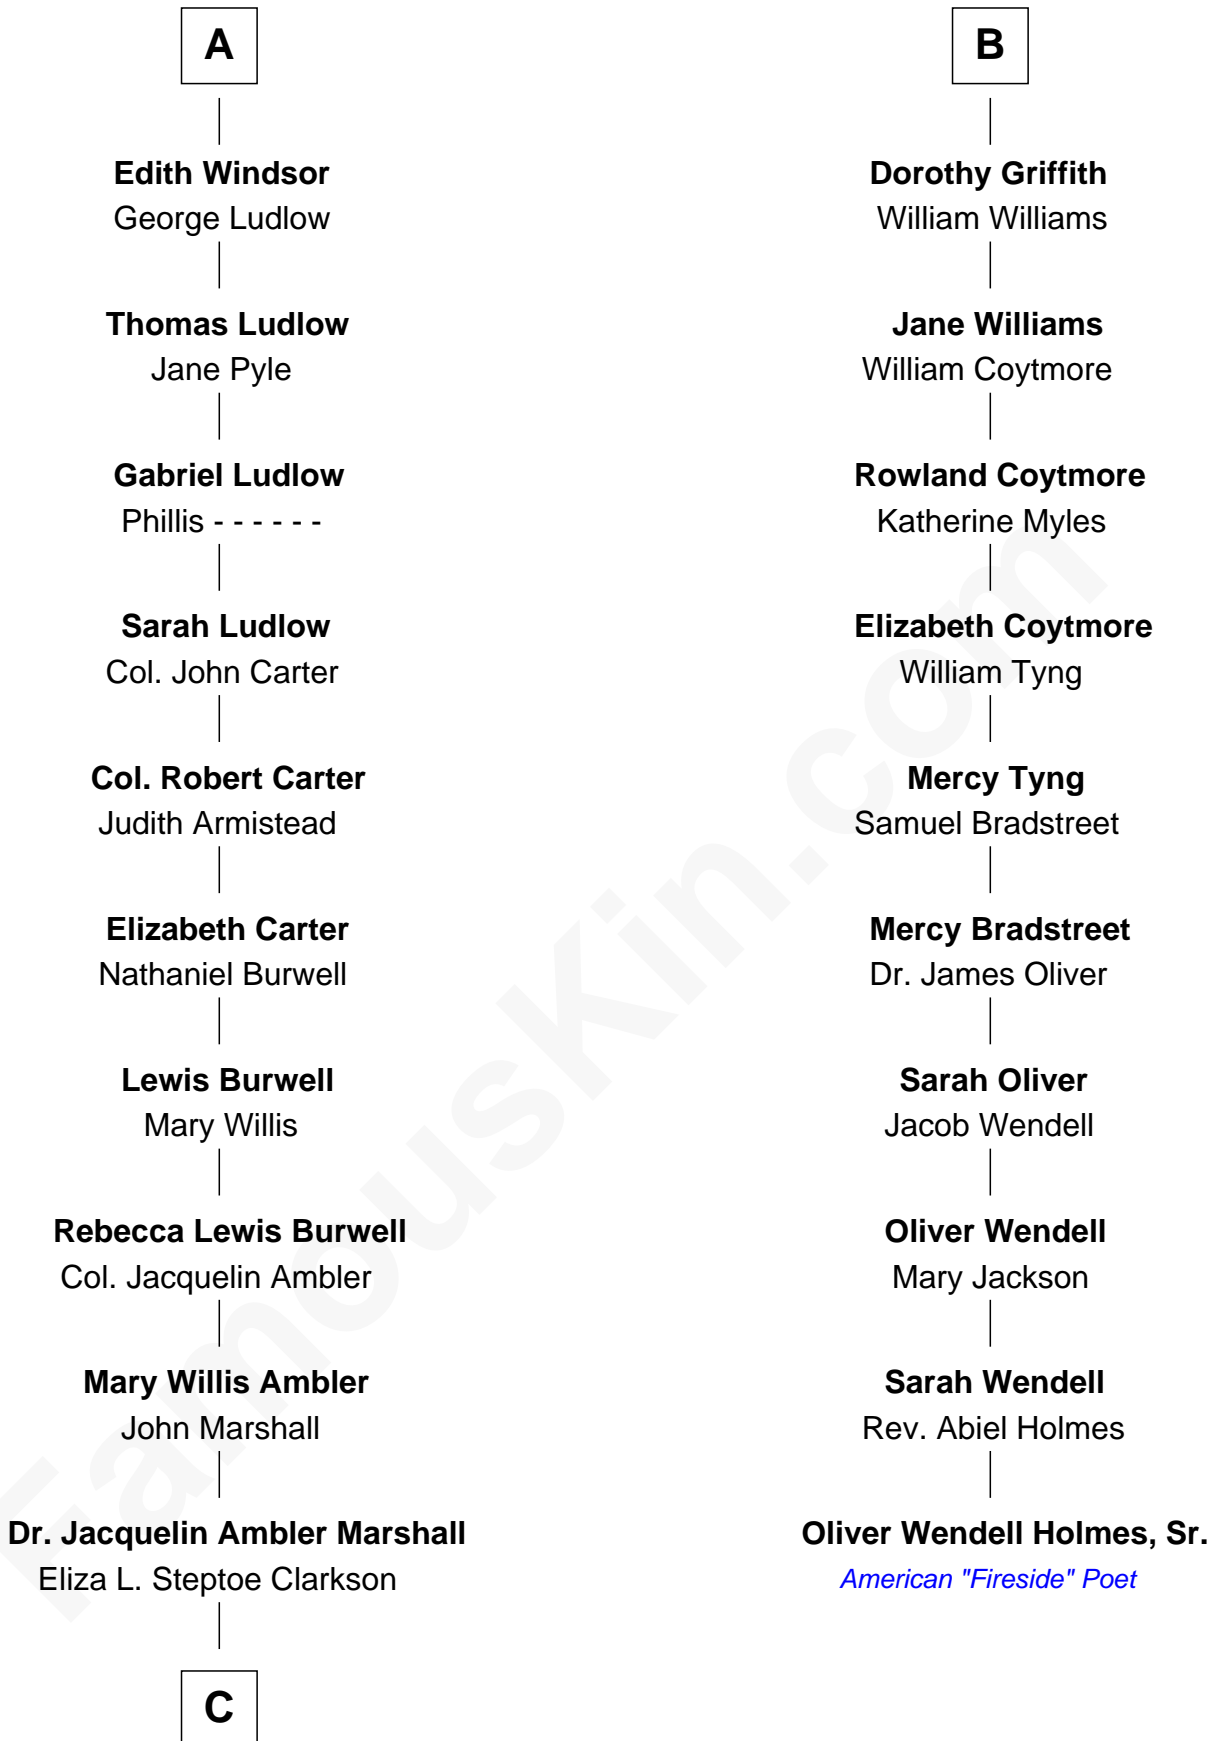 A
Edith Windsor
George Ludlow
Thomas Ludlow
Jane Pyle
Gabriel Ludlow
Phillis - - - - - -
Sarah Ludlow
Col. John Carter
Col. Robert Carter
Judith Armistead
Elizabeth Carter
Nathaniel Burwell
Lewis Burwell
Mary Willis
Rebecca Lewis Burwell
Col. Jacquelin Ambler
Mary Willis Ambler
John Marshall
Dr. Jacquelin Ambler Marshall
Eliza L. Steptoe Clarkson
C
B
Dorothy Griffith
William Williams
Jane Williams
William Coytmore
Rowland Coytmore
Katherine Myles
Elizabeth Coytmore
William Tyng
Mercy Tyng
Samuel Bradstreet
Mercy Bradstreet
Dr. James Oliver
Sarah Oliver
Jacob Wendell
Oliver Wendell
Mary Jackson
Sarah Wendell
Rev. Abiel Holmes
Oliver Wendell Holmes, Sr.
American "Fireside" Poet
FamousKin.com